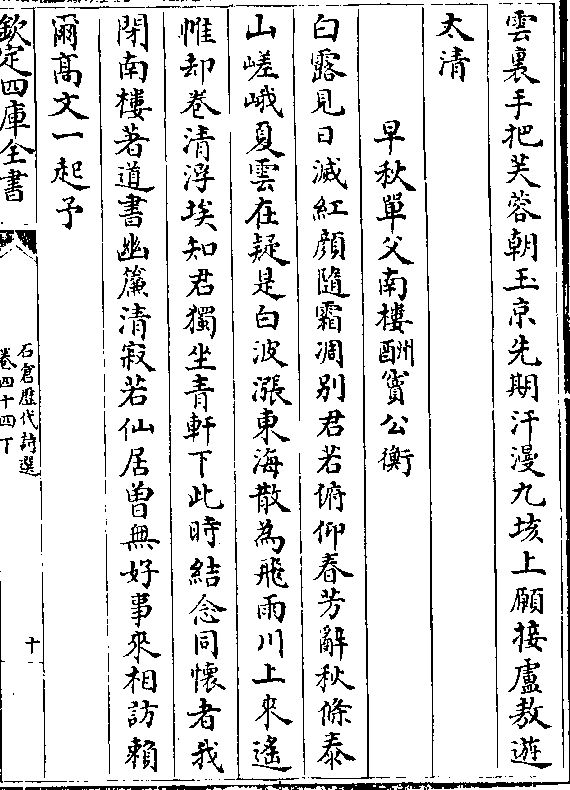 雲裏手把芙蓉朝玉京先期汗漫九垓上願接盧敖遊
太清
早秋單父南樓酬竇公衡
白露見日滅紅顔隨霜凋别君若俯仰春芳辭秋條泰
山嵯峨夏雲在疑是白波漲東海散為飛雨川上來遙
帷却卷清浮埃知君獨坐青軒下此時結念同懷者我
閉南樓著道書幽簾清寂若仙居曾無好事來相訪賴
爾髙文一起予
欽定四庫全書
石倉歷代詩選
卷四十四下
十